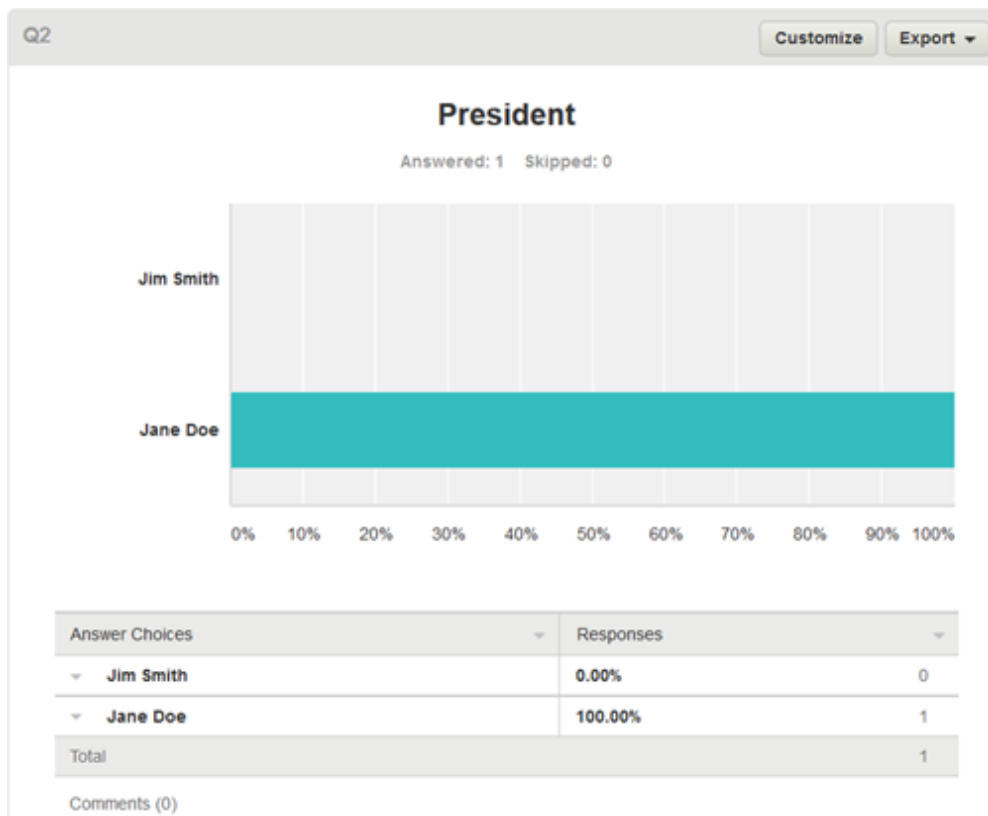 Q2 Customize Export
President
Answered: 1 Skipped: 0
Jim Smith
Jane Doe
0% 10% 20% 30% 40% 50% 60% 70% 80% 90% 100%
Answer Choices Responses
Jim Smith 0.00% 0
Jane Doe 100.00% 1
Total 1
Comments (0)